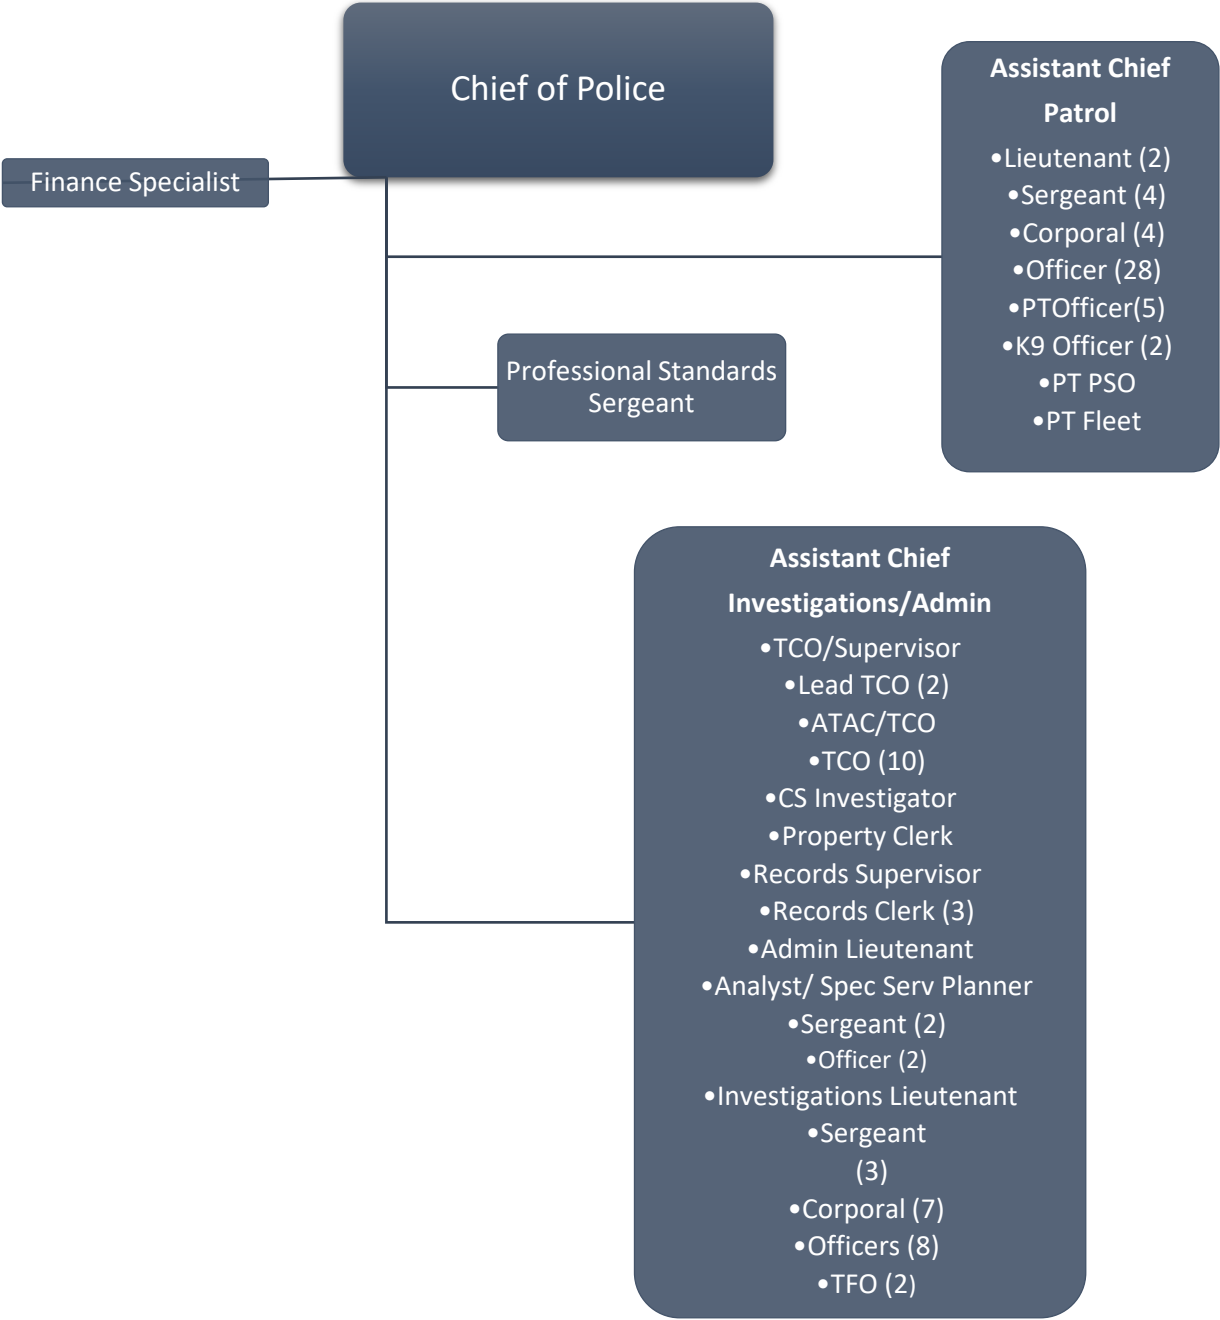 Chief of Police
Finance Specialist
Assistant Chief
Patrol
•Lieutenant (2)
•Sergeant (4)
•Corporal (4)
•Officer (28)
•PTOfficer(5)
•K9 Officer (2)
•PT PSO
•PT Fleet
Professional Standards
Sergeant
Assistant Chief
Investigations/Admin
•TCO/Supervisor
•Lead TCO (2)
•ATAC/TCO
•TCO (10)
•CS Investigator
•Property Clerk
•Records Supervisor
•Records Clerk (3)
•Admin Lieutenant
•Analyst/ Spec Serv Planner
•Sergeant (2)
•Officer (2)
•Investigations Lieutenant
•Sergeant
(3)
•Corporal (7)
•Officers (8)
•TFO (2)